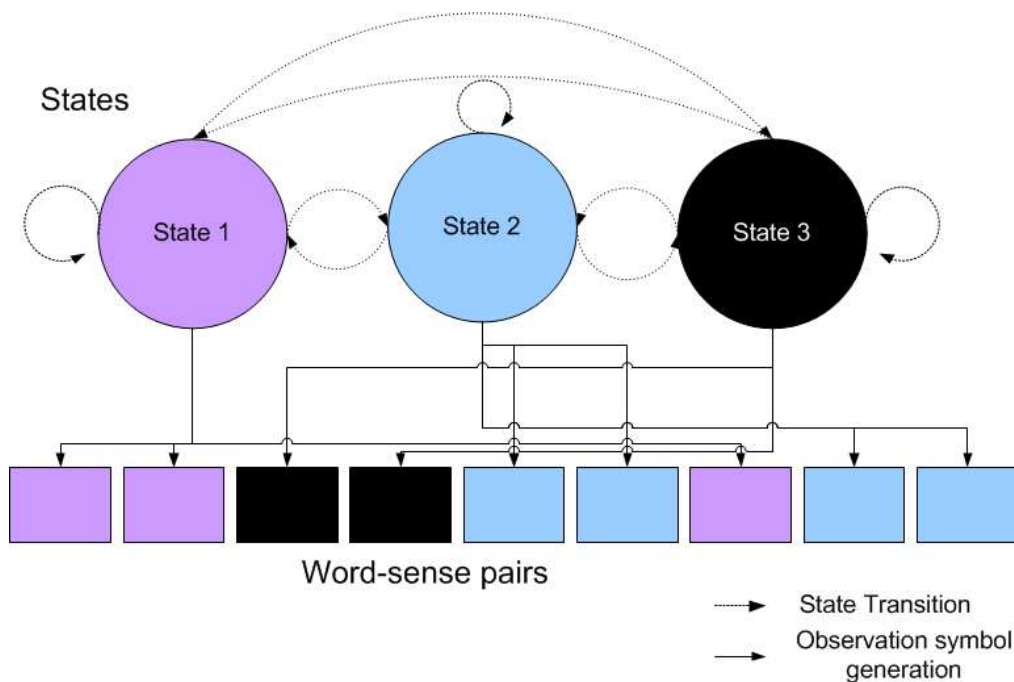 States
State 1
State 2
State 3
Word-sense pairs
State Transition
Observation symbol
generation